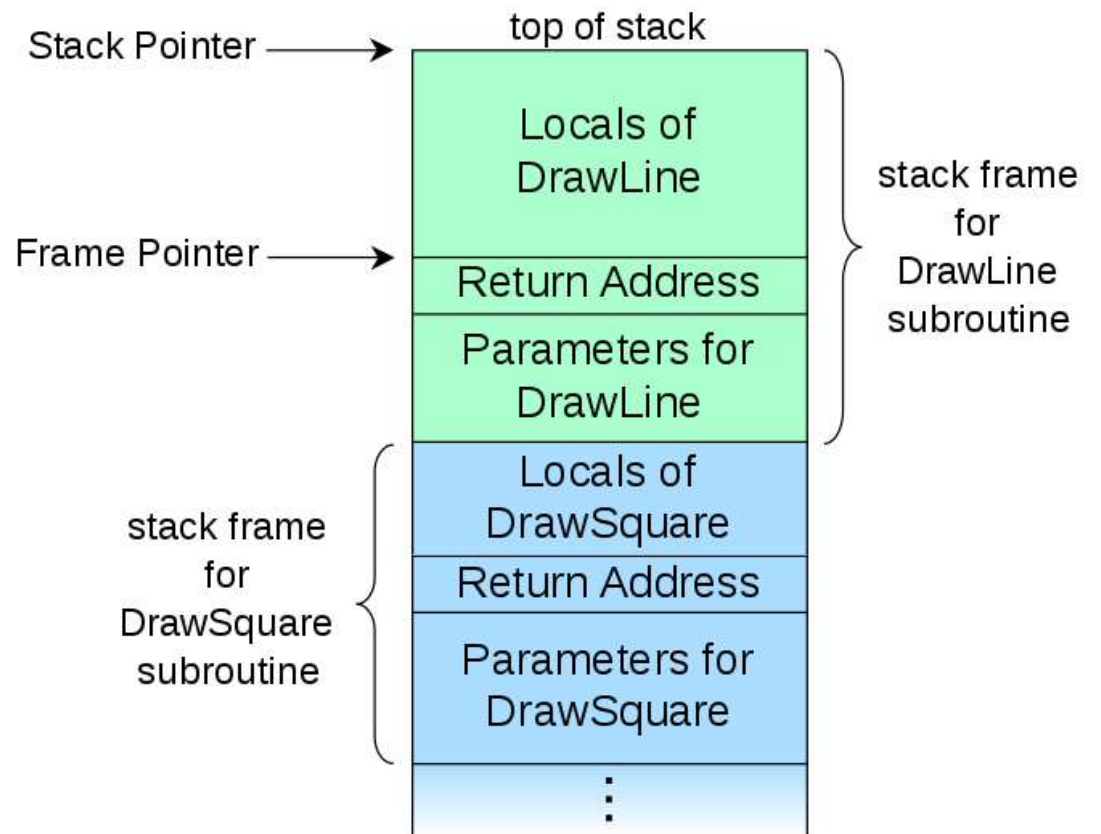 top of stack
Stack Pointer
Locals of
DrawLine
Frame Pointer
Return Address
Parameters for
DrawLine
stack frame
for
DrawLine
subroutine
Locals of
DrawSquare
Return Address
Parameters for
DrawSquare
stack frame
for
DrawSquare
subroutine